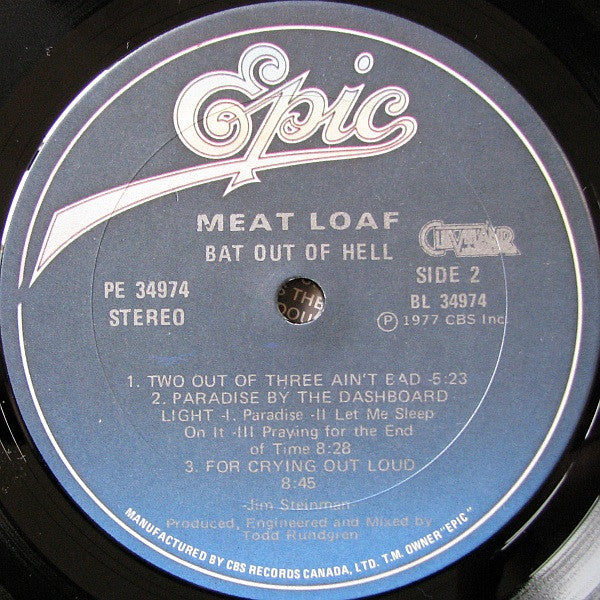 Epic
MEAT LOAF
BAT OUT OF HELL
CLEVELAND
PE 34974
STEREO
SIDE 2
BL 34974
Ⓟ 1977 CBS Inc.
THE
1. TWO OUT OF THREE AIN'T BAD -5:23
2. PARADISE BY THE DASHBOARD
LIGHT -I. Paradise -II Let Me Sleep
On It -III Praying for the End
of Time 8:28
3. FOR CRYING OUT LOUD
8:45
-Jim Steinman-
Produced, Engineered and Mixed by
Todd Rundgren
MANUFACTURED BY CBS RECORDS CANADA, LTD. T.M. OWNER "EPIC"